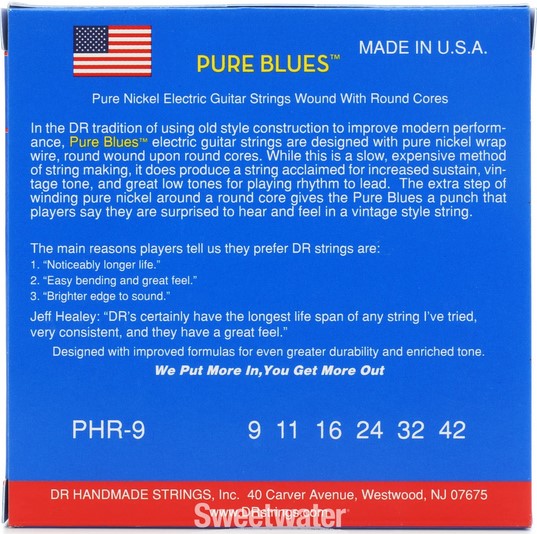 PURE BLUES™
MADE IN U.S.A.
Pure Nickel Electric Guitar Strings Wound With Round Cores
In the DR tradition of using old style construction to improve modern perform-
ance, Pure Blues™ electric guitar strings are designed with pure nickel wrap
wire, round wound upon round cores. While this is a slow, expensive method
of string making, it does produce a string acclaimed for increased sustain, vin-
tage tone, and great low tones for playing rhythm to lead. The extra step of
winding pure nickel around a round core gives the Pure Blues a punch that
players say they are surprised to hear and feel in a vintage style string.
The main reasons players tell us they prefer DR strings are:
1. “Noticeably longer life.”
2. “Easy bending and great feel.”
3. “Brighter edge to sound.”
Jeff Healey: “DR's certainly have the longest life span of any string I've tried,
very consistent, and they have a great feel.”
Designed with improved formulas for even greater durability and enriched tone.
We Put More In,You Get More Out
PHR-9 9 11 16 24 32 42
DR HANDMADE STRINGS, Inc. 40 Carver Avenue, Westwood, NJ 07675
www.DRstrings.com
Sweetwater